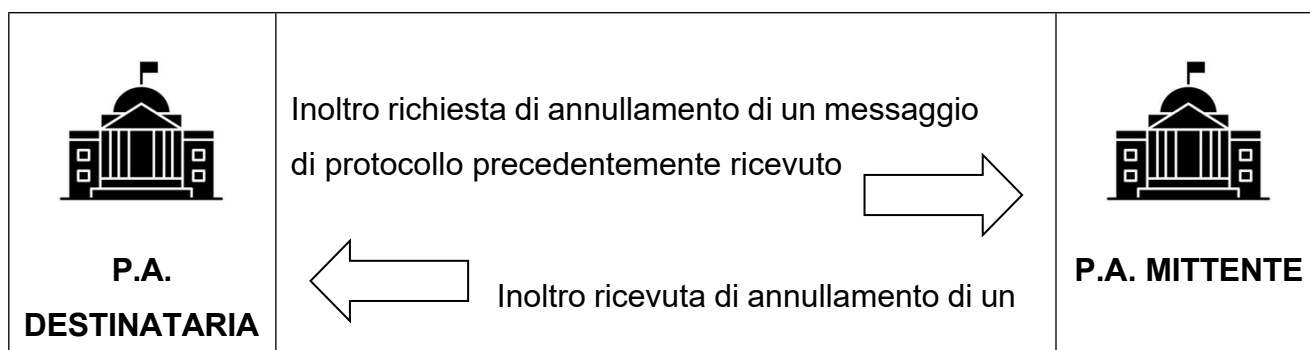 Inoltro richiesta di annullamento di un messaggio
di protocollo precedentemente ricevuto
P.A.
DESTINATARIA
Inoltro ricevuta di annullamento di un
P.A. MITTENTE